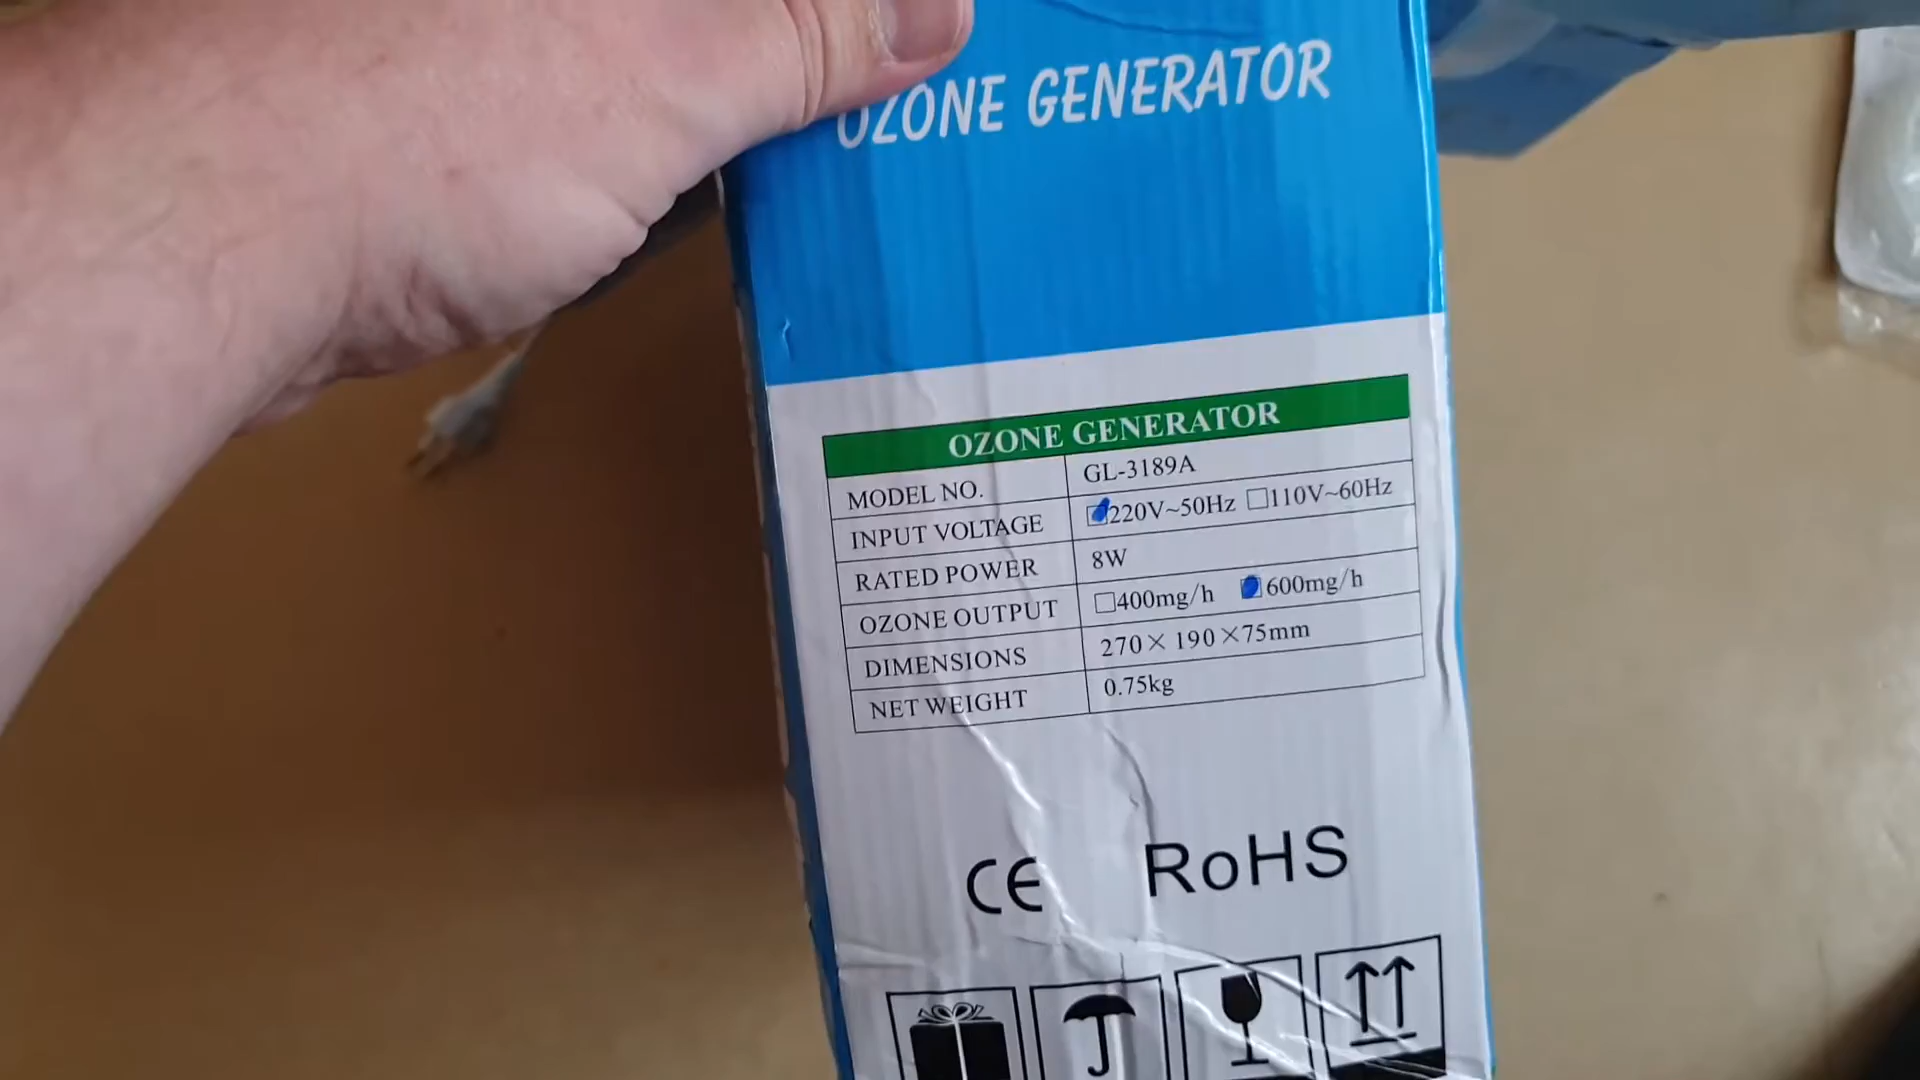 OZONE GENERATOR
OZONE GENERATOR
MODEL NO. GL-3189A
INPUT VOLTAGE 220V~50Hz 110V~60Hz
RATED POWER 8W
OZONE OUTPUT 400mg/h 600mg/h
DIMENSIONS 270×190×75mm
NET WEIGHT 0.75kg
CE RoHS